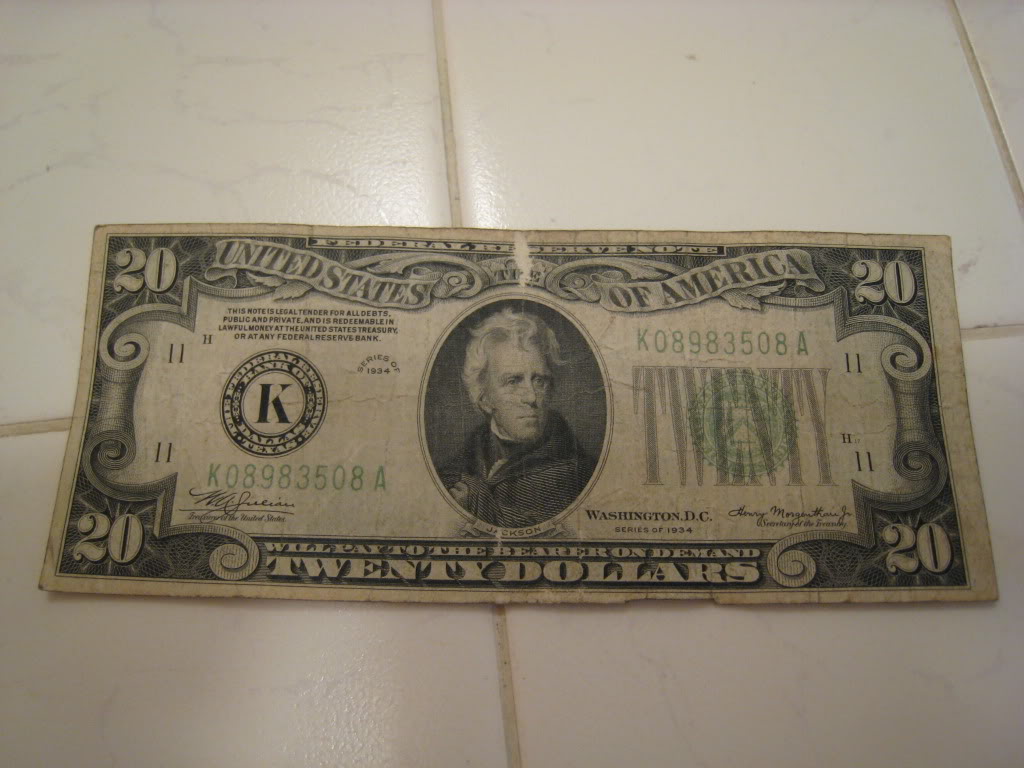 FEDERAL RESERVE NOTE
20 UNITED STATES THE OF AMERICA 20
THIS NOTE IS LEGAL TENDER FOR ALL DEBTS,
PUBLIC AND PRIVATE, AND IS REDEEMABLE IN
LAWFUL MONEY AT THE UNITED STATES TREASURY,
OR AT ANY FEDERAL RESERVE BANK.
K08983508A
11 H
SERIES OF
1934
11
K
TWENTY
H
11
11
K08983508A
W.A. Julian
Treasurer of the United States
WASHINGTON, D.C.
SERIES OF 1934
Henry Morgenthau Jr
Secretary of the Treasury
JACKSON
20 20
WILL PAY TO THE BEARER ON DEMAND
TWENTY DOLLARS